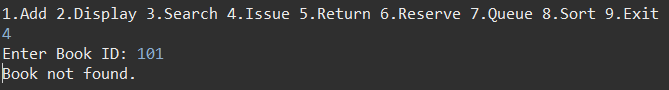 1.Add 2.Display 3.Search 4.Issue 5.Return 6.Reserve 7.Queue 8.Sort 9.Exit
4
Enter Book ID: 101
Book not found.